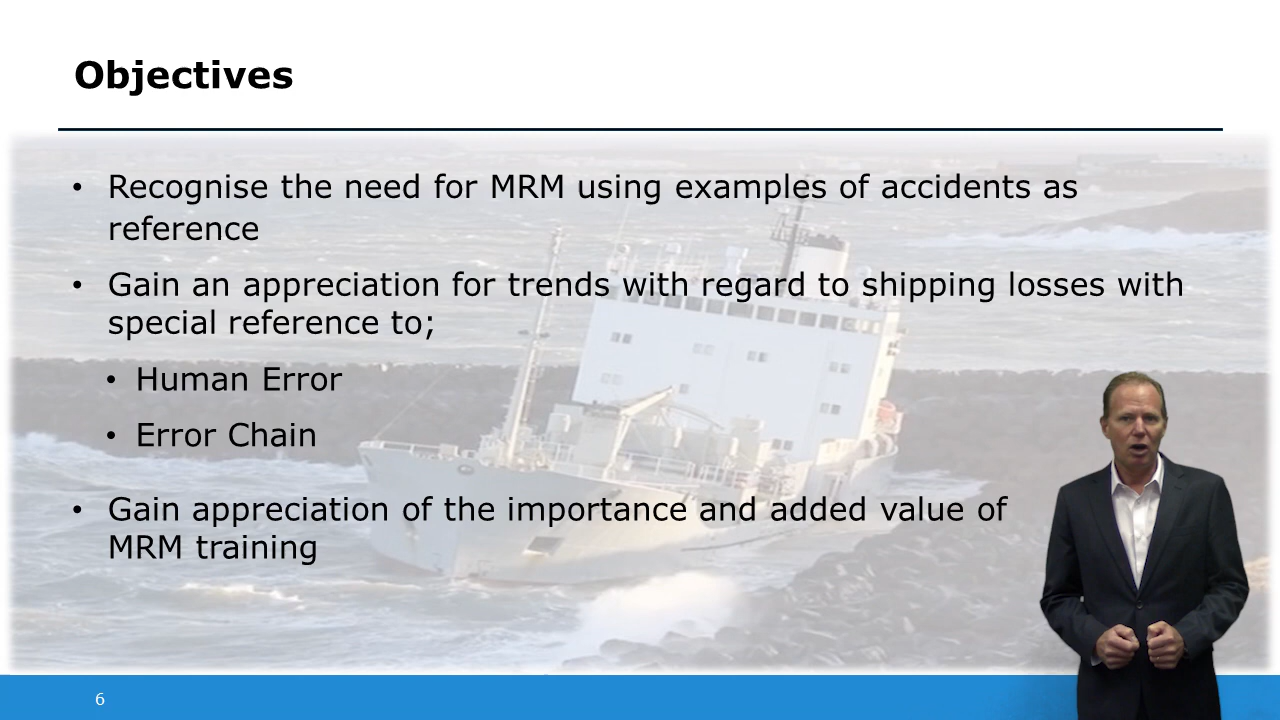 Objectives
• Recognise the need for MRM using examples of accidents as
reference
• Gain an appreciation for trends with regard to shipping losses with
special reference to;
• Human Error
• Error Chain
• Gain appreciation of the importance and added value of
MRM training
6